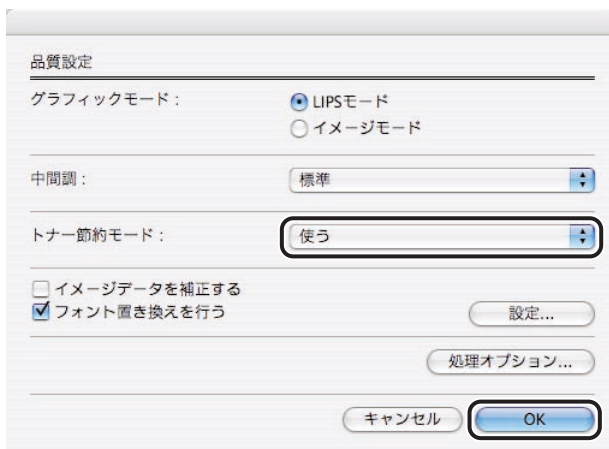 品質設定
グラフィックモード： LIPSモード
イメージモード
中間調： 標準
トナー節約モード： 使う
イメージデータを補正する
フォント置き換えを行う
設定...
処理オプション...
キャンセル OK